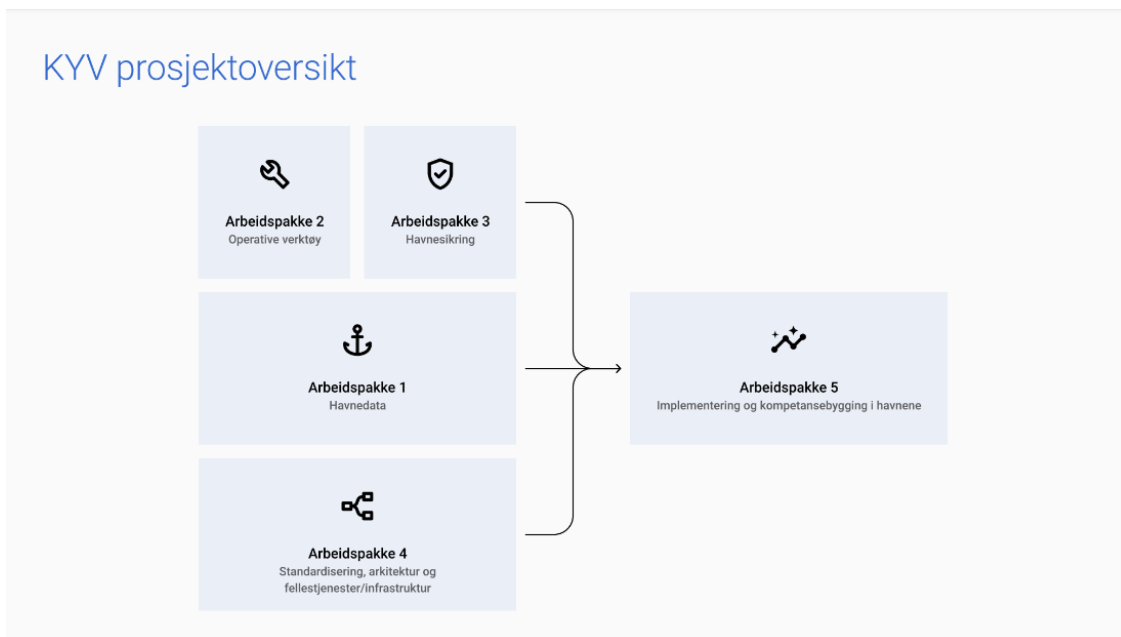 KYV prosjektoversikt
Arbeidspakke 2
Operative verktøy
Arbeidspakke 3
Havnesikring
Arbeidspakke 1
Havnedata
Arbeidspakke 5
Implementering og kompetansebygging i havnene
Arbeidspakke 4
Standardisering, arkitektur og
fellestjenester/infrastruktur